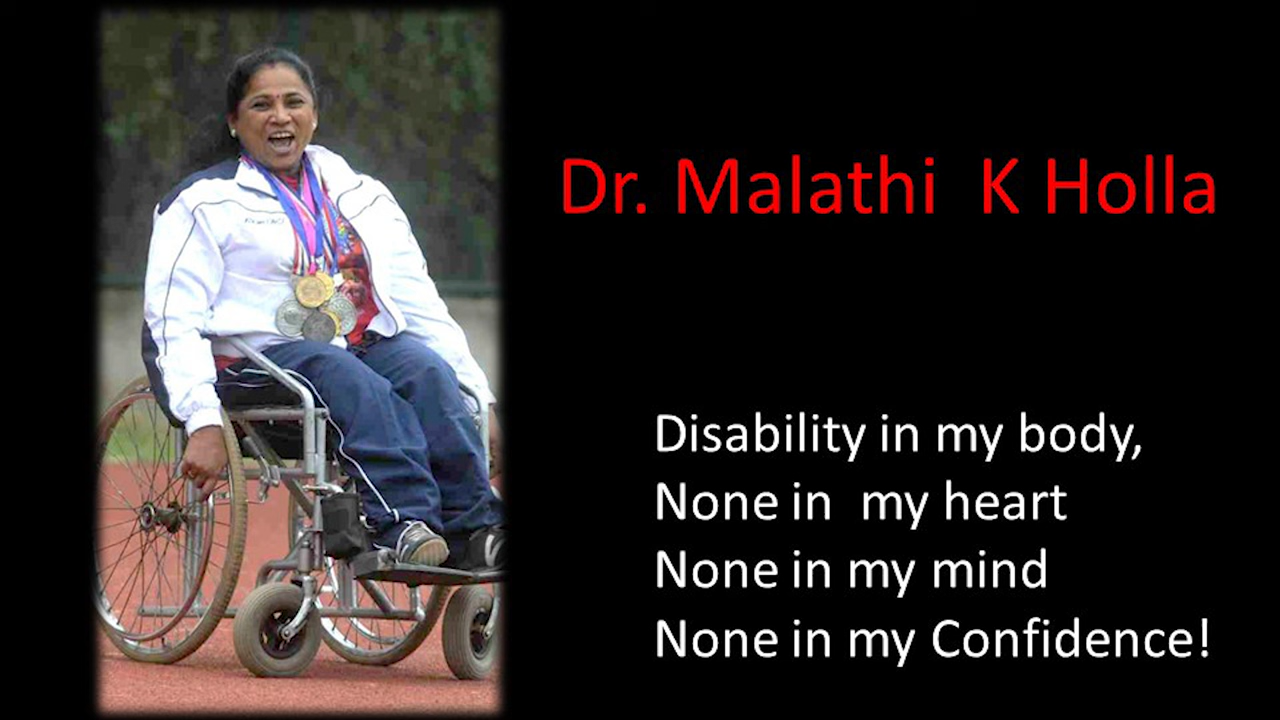 Dr. Malathi K Holla
Disability in my body,
None in my heart
None in my mind
None in my Confidence!